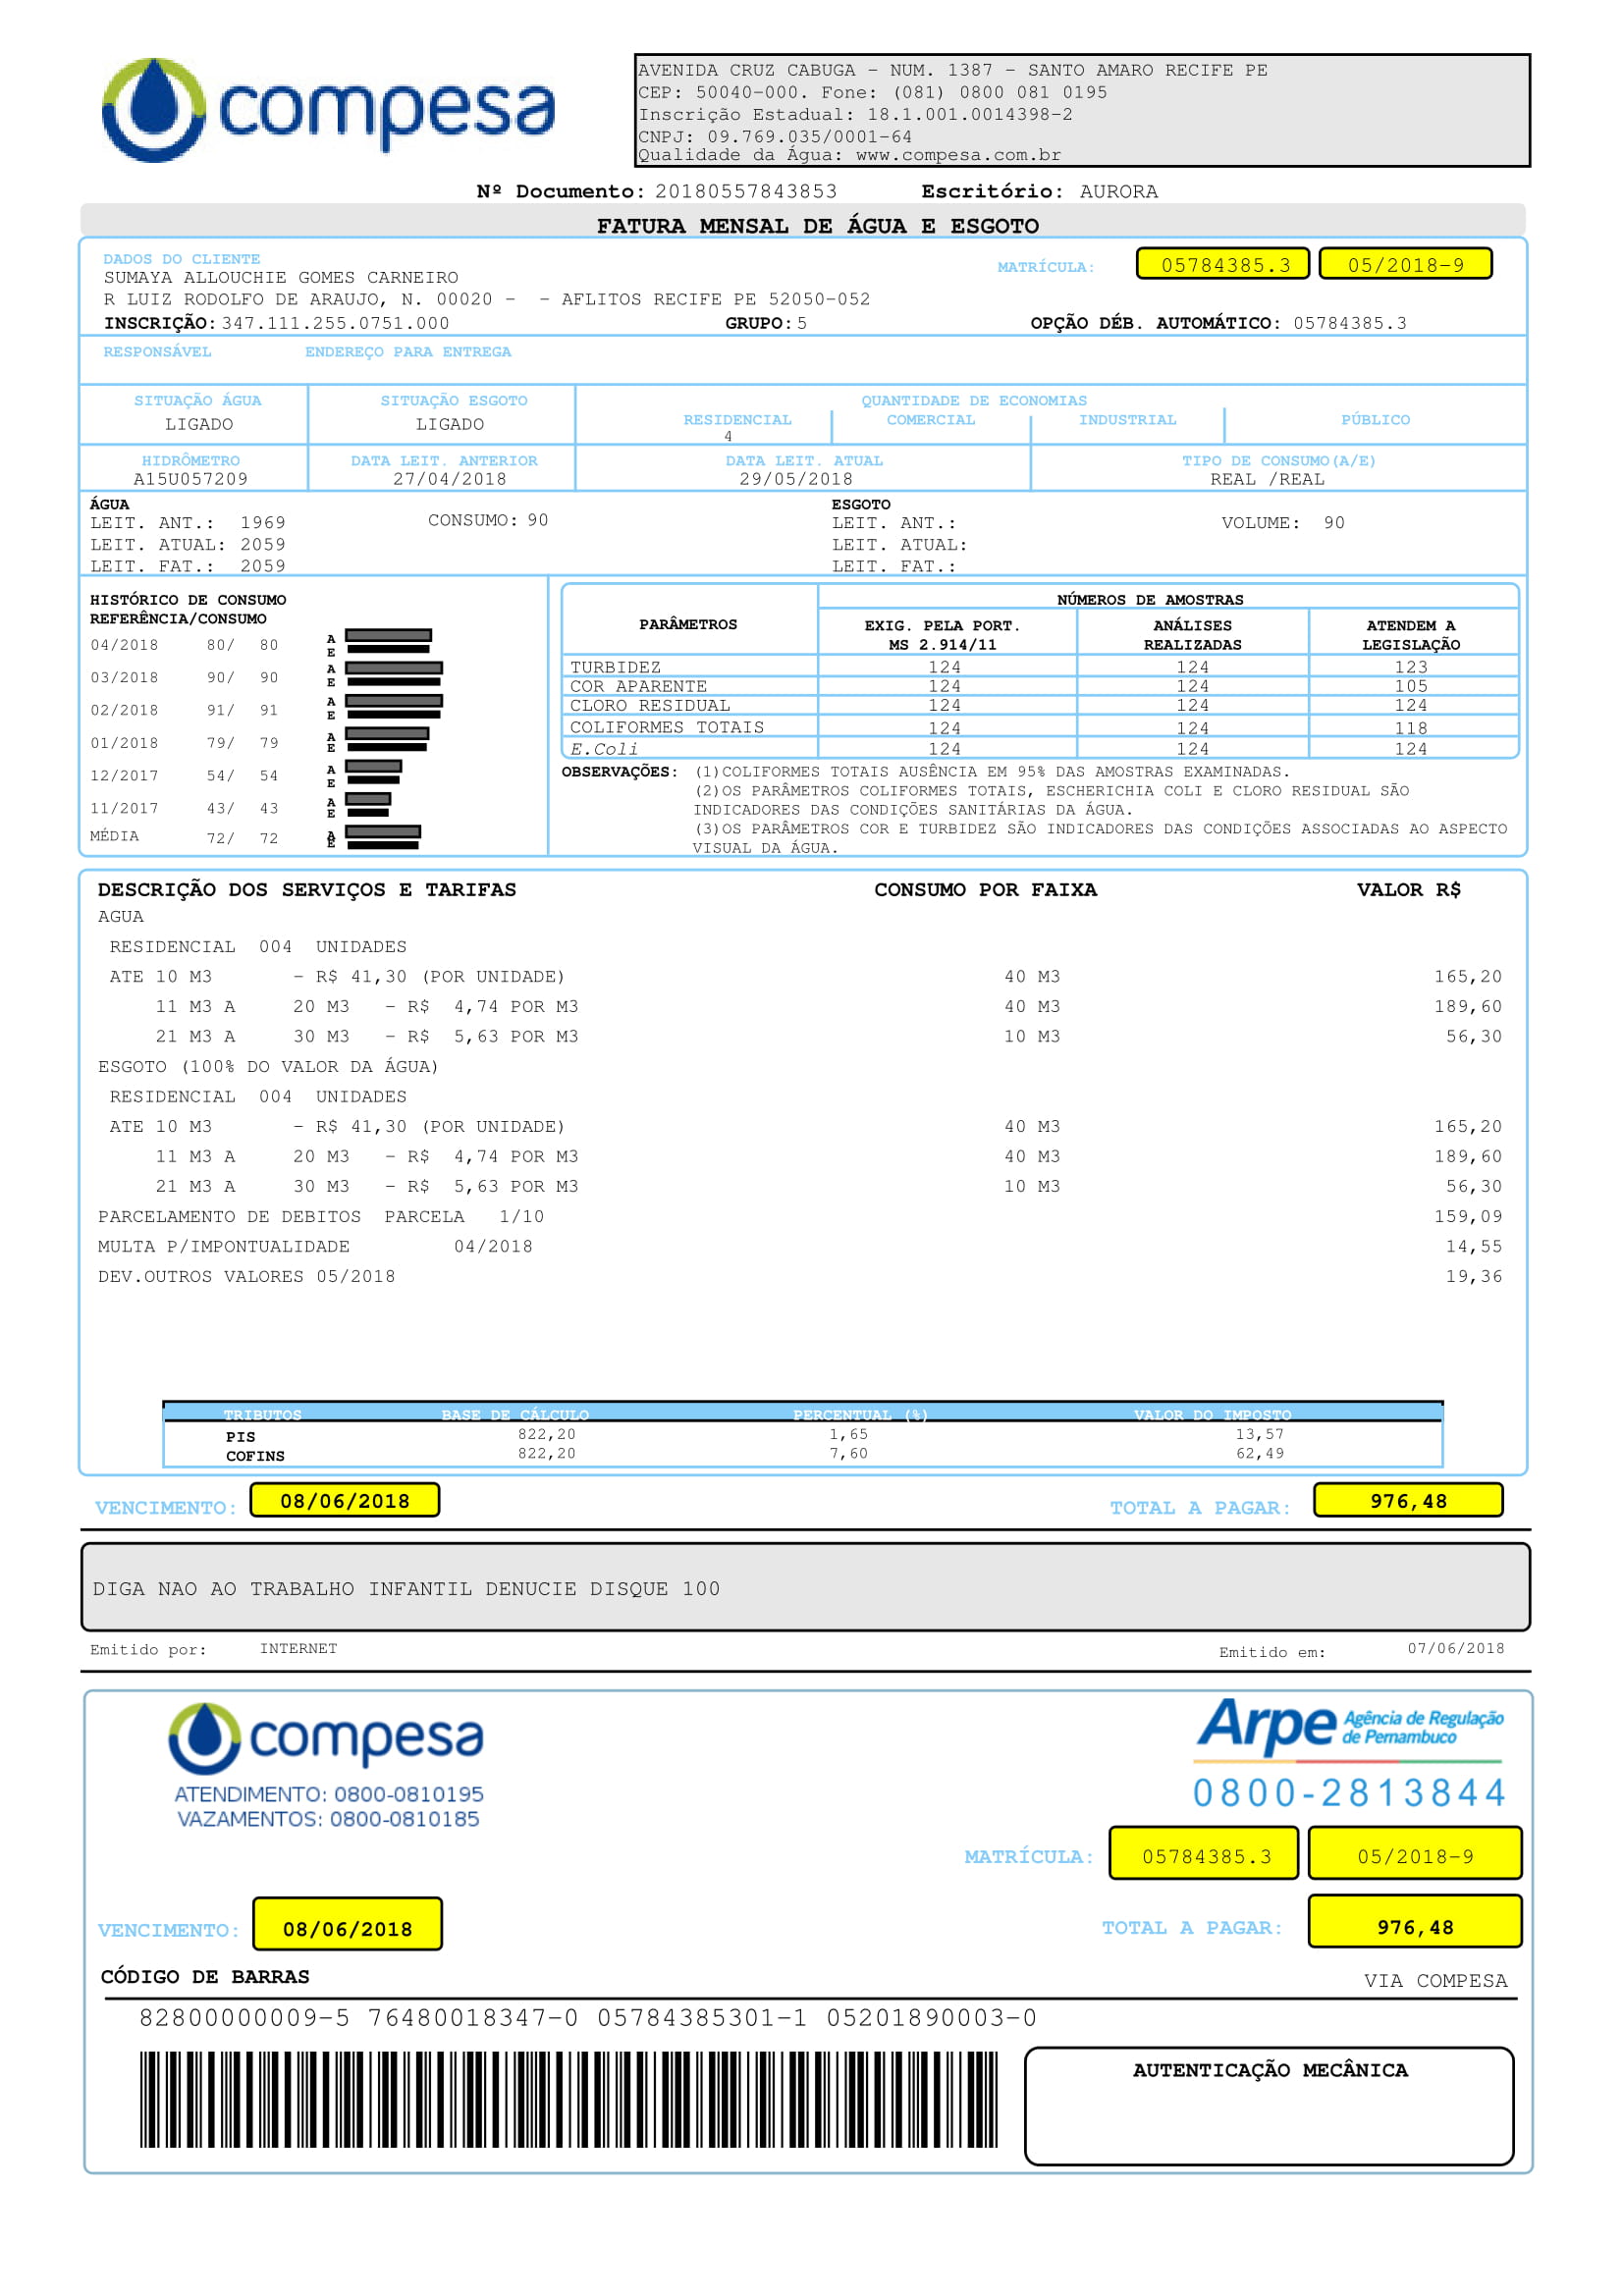 compesa
AVENIDA CRUZ CABUGA - NUM. 1387 - SANTO AMARO RECIFE PE
CEP: 50040-000. Fone: (081) 0800 081 0195
Inscrição Estadual: 18.1.001.0014398-2
CNPJ: 09.769.035/0001-64
Qualidade da Água: www.compesa.com.br
Nº Documento: 20180557843853 Escritório: AURORA
FATURA MENSAL DE ÁGUA E ESGOTO
DADOS DO CLIENTE
SUMAYA ALLOUCHIE GOMES CARNEIRO
MATRÍCULA: 05784385.3 05/2018-9
R LUIZ RODOLFO DE ARAUJO, N. 00020 - - AFLITOS RECIFE PE 52050-052
INSCRIÇÃO: 347.111.255.0751.000 GRUPO: 5 OPÇÃO DÉB. AUTOMÁTICO: 05784385.3
RESPONSÁVEL ENDEREÇO PARA ENTREGA
SITUAÇÃO ÁGUA SITUAÇÃO ESGOTO QUANTIDADE DE ECONOMIAS
LIGADO LIGADO RESIDENCIAL COMERCIAL INDUSTRIAL PÚBLICO
4
HIDRÔMETRO DATA LEIT. ANTERIOR DATA LEIT. ATUAL TIPO DE CONSUMO(A/E)
A15U057209 27/04/2018 29/05/2018 REAL /REAL
ÁGUA ESGOTO
LEIT. ANT.: 1969 CONSUMO: 90 LEIT. ANT.: VOLUME: 90
LEIT. ATUAL: 2059 LEIT. ATUAL:
LEIT. FAT.: 2059 LEIT. FAT.:
HISTÓRICO DE CONSUMO
REFERÊNCIA/CONSUMO
04/2018 80/ 80 A E
03/2018 90/ 90 A E
02/2018 91/ 91 A E
01/2018 79/ 79 A E
12/2017 54/ 54 A E
11/2017 43/ 43 A E
MÉDIA 72/ 72 A E
PARÂMETROS NÚMEROS DE AMOSTRAS
EXIG. PELA PORT. ANÁLISES ATENDEM A
MS 2.914/11 REALIZADAS LEGISLAÇÃO
TURBIDEZ 124 124 123
COR APARENTE 124 124 105
CLORO RESIDUAL 124 124 124
COLIFORMES TOTAIS 124 124 118
E.Coli 124 124 124
OBSERVAÇÕES: (1)COLIFORMES TOTAIS AUSÊNCIA EM 95% DAS AMOSTRAS EXAMINADAS.
(2)OS PARÂMETROS COLIFORMES TOTAIS, ESCHERICHIA COLI E CLORO RESIDUAL SÃO
INDICADORES DAS CONDIÇÕES SANITÁRIAS DA ÁGUA.
(3)OS PARÂMETROS COR E TURBIDEZ SÃO INDICADORES DAS CONDIÇÕES ASSOCIADAS AO ASPECTO
VISUAL DA ÁGUA.
DESCRIÇÃO DOS SERVIÇOS E TARIFAS CONSUMO POR FAIXA VALOR R$
AGUA
RESIDENCIAL 004 UNIDADES
ATE 10 M3 - R$ 41,30 (POR UNIDADE) 40 M3 165,20
11 M3 A 20 M3 - R$ 4,74 POR M3 40 M3 189,60
21 M3 A 30 M3 - R$ 5,63 POR M3 10 M3 56,30
ESGOTO (100% DO VALOR DA ÁGUA)
RESIDENCIAL 004 UNIDADES
ATE 10 M3 - R$ 41,30 (POR UNIDADE) 40 M3 165,20
11 M3 A 20 M3 - R$ 4,74 POR M3 40 M3 189,60
21 M3 A 30 M3 - R$ 5,63 POR M3 10 M3 56,30
PARCELAMENTO DE DEBITOS PARCELA 1/10 159,09
MULTA P/IMPONTUALIDADE 04/2018 14,55
DEV.OUTROS VALORES 05/2018 19,36
TRIBUTOS BASE DE CÁLCULO PERCENTUAL (%) VALOR DO IMPOSTO
PIS 822,20 1,65 13,57
COFINS 822,20 7,60 62,49
VENCIMENTO: 08/06/2018 TOTAL A PAGAR: 976,48
DIGA NAO AO TRABALHO INFANTIL DENUCIE DISQUE 100
Emitido por: INTERNET Emitido em: 07/06/2018
compesa
ATENDIMENTO: 0800-0810195
VAZAMENTOS: 0800-0810185
Arpe Agência de Regulação
de Pernambuco
0800-2813844
MATRÍCULA: 05784385.3 05/2018-9
VENCIMENTO: 08/06/2018 TOTAL A PAGAR: 976,48
CÓDIGO DE BARRAS VIA COMPESA
82800000009-5 76480018347-0 05784385301-1 05201890003-0
AUTENTICAÇÃO MECÂNICA